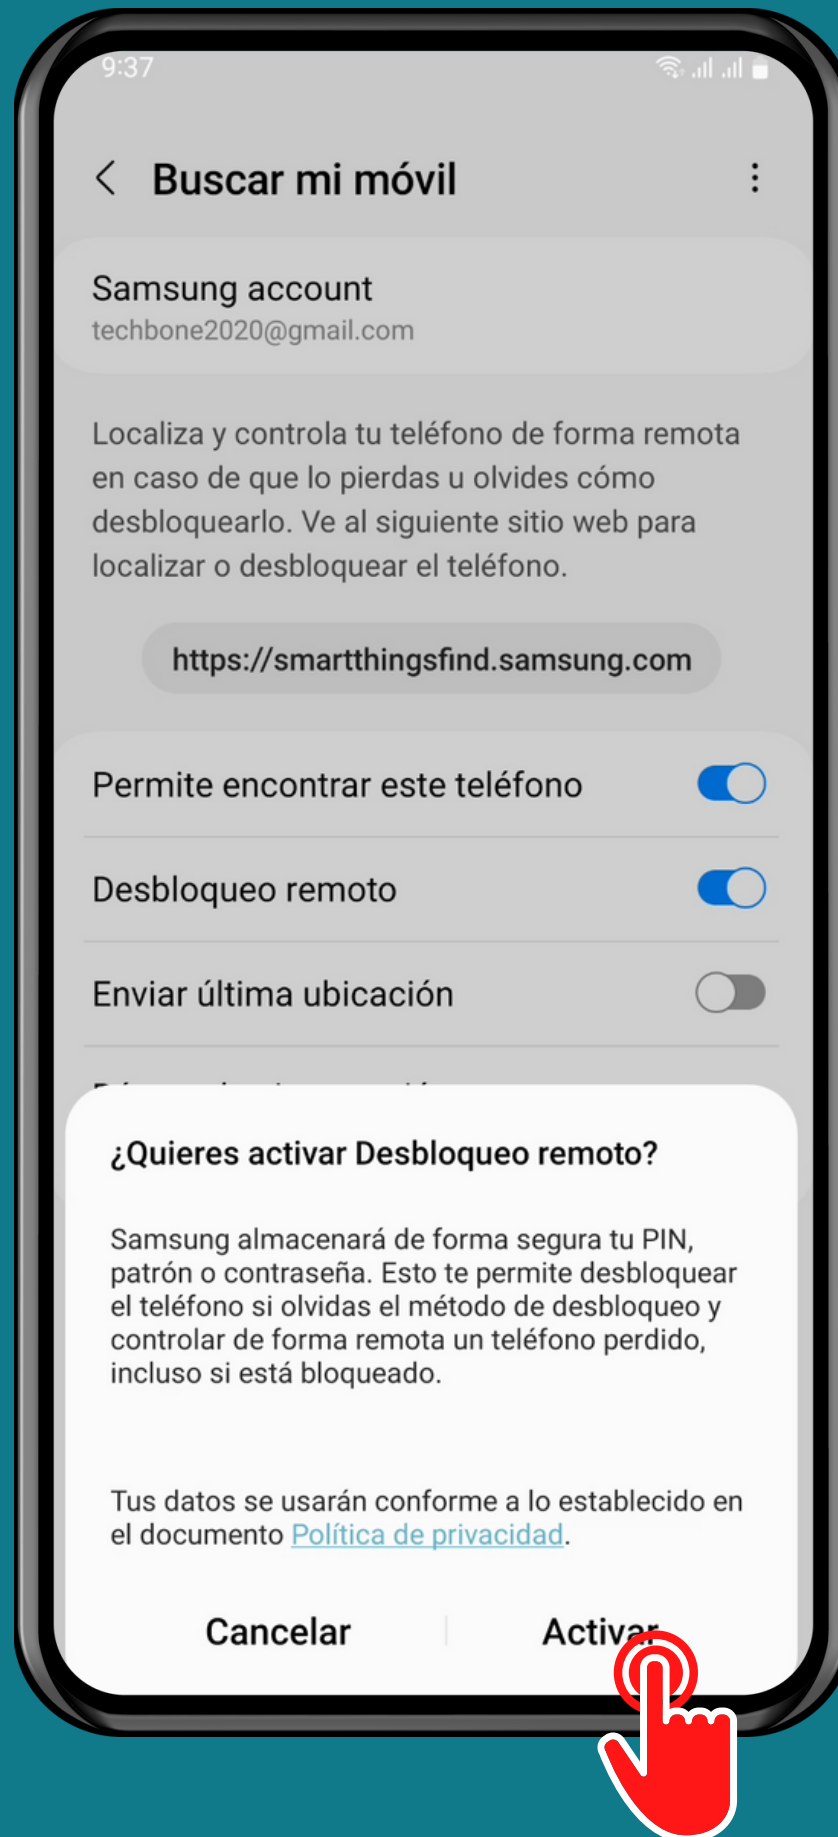 9:37
Buscar mi móvil
Samsung account
techbone2020@gmail.com
Localiza y controla tu teléfono de forma remota
en caso de que lo pierdas u olvides cómo
desbloquearlo. Ve al siguiente sitio web para
localizar o desbloquear el teléfono.
https://smartthingsfind.samsung.com
Permite encontrar este teléfono
Desbloqueo remoto
Enviar última ubicación
¿Quieres activar Desbloqueo remoto?
Samsung almacenará de forma segura tu PIN,
patrón o contraseña. Esto te permite desbloquear
el teléfono si olvidas el método de desbloqueo y
controlar de forma remota un teléfono perdido,
incluso si está bloqueado.
Tus datos se usarán conforme a lo establecido en
el documento Política de privacidad.
Cancelar
Activar